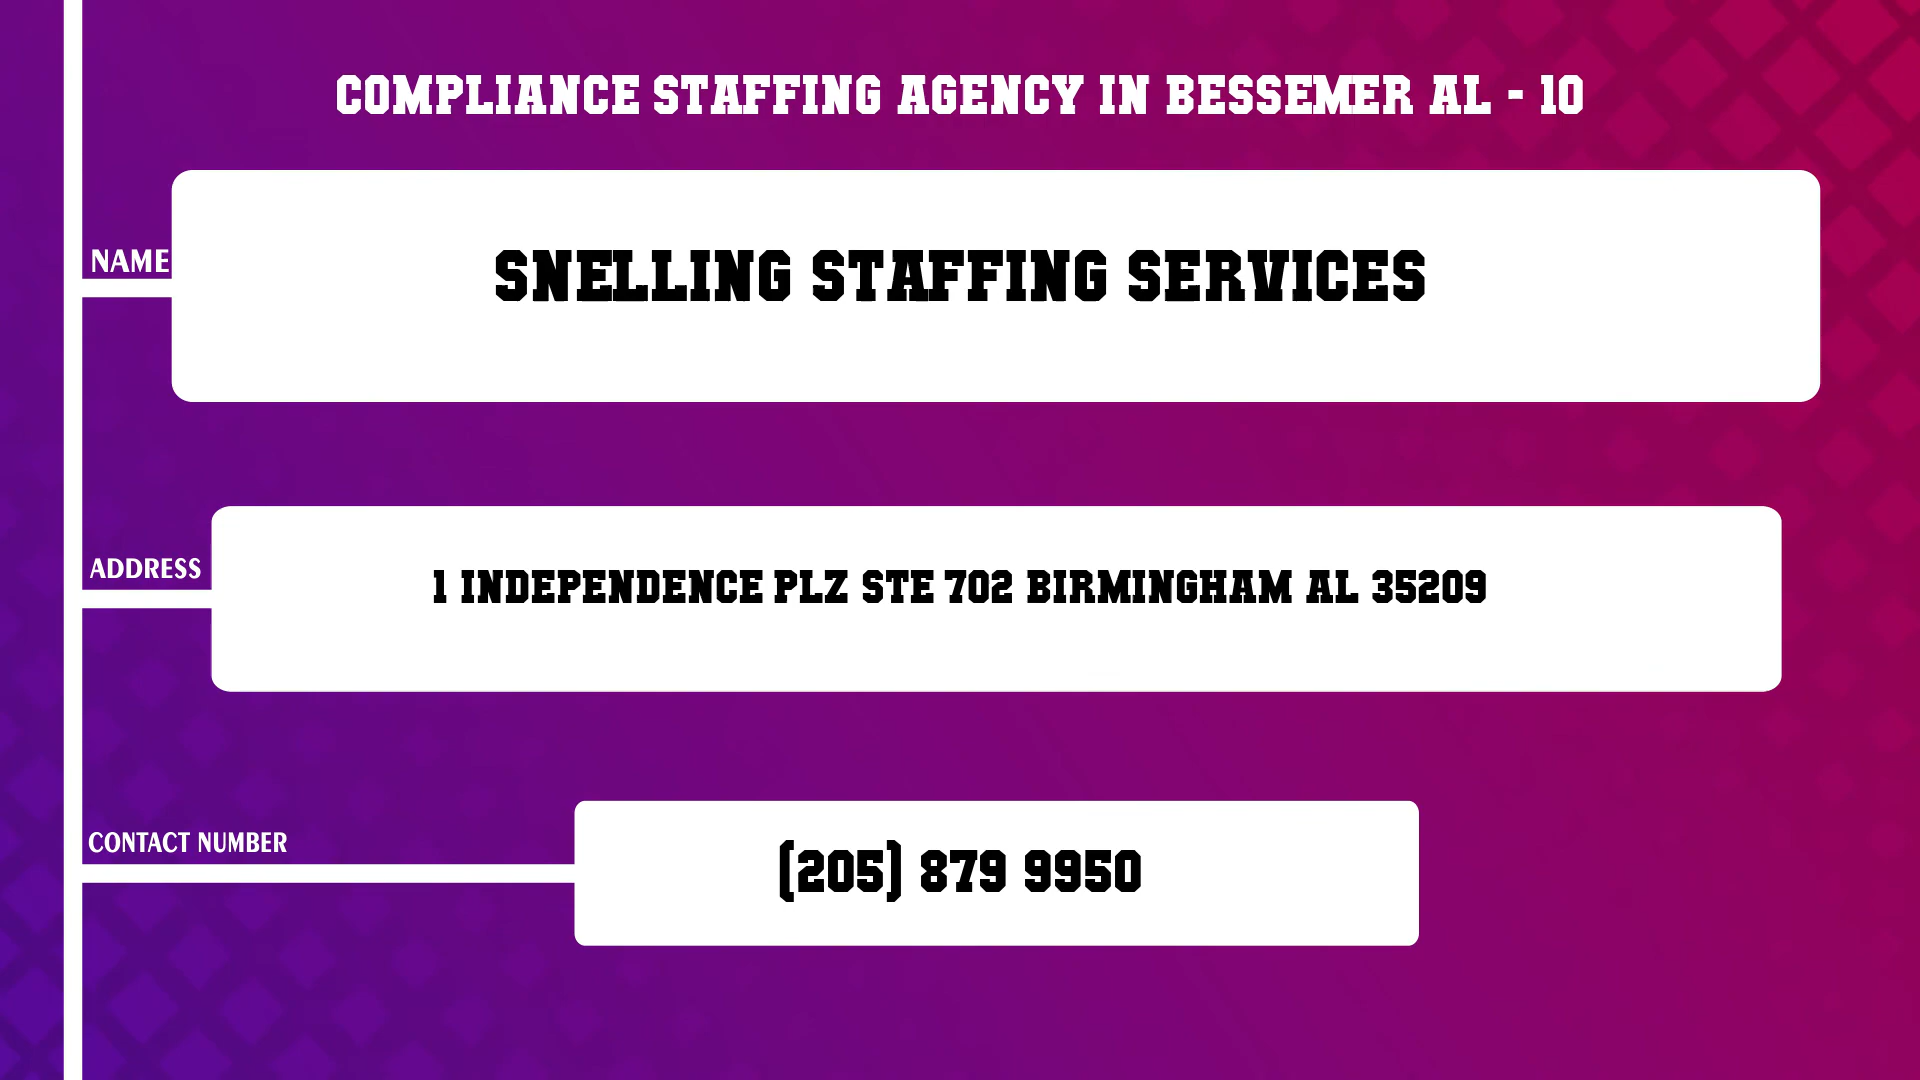 COMPLIANCE STAFFING AGENCY IN BESSEMER AL - 10
NAME
SNELLING STAFFING SERVICES
ADDRESS
1 INDEPENDENCE PLZ STE 702 BIRMINGHAM AL 35209
CONTACT NUMBER
(205) 879 9950